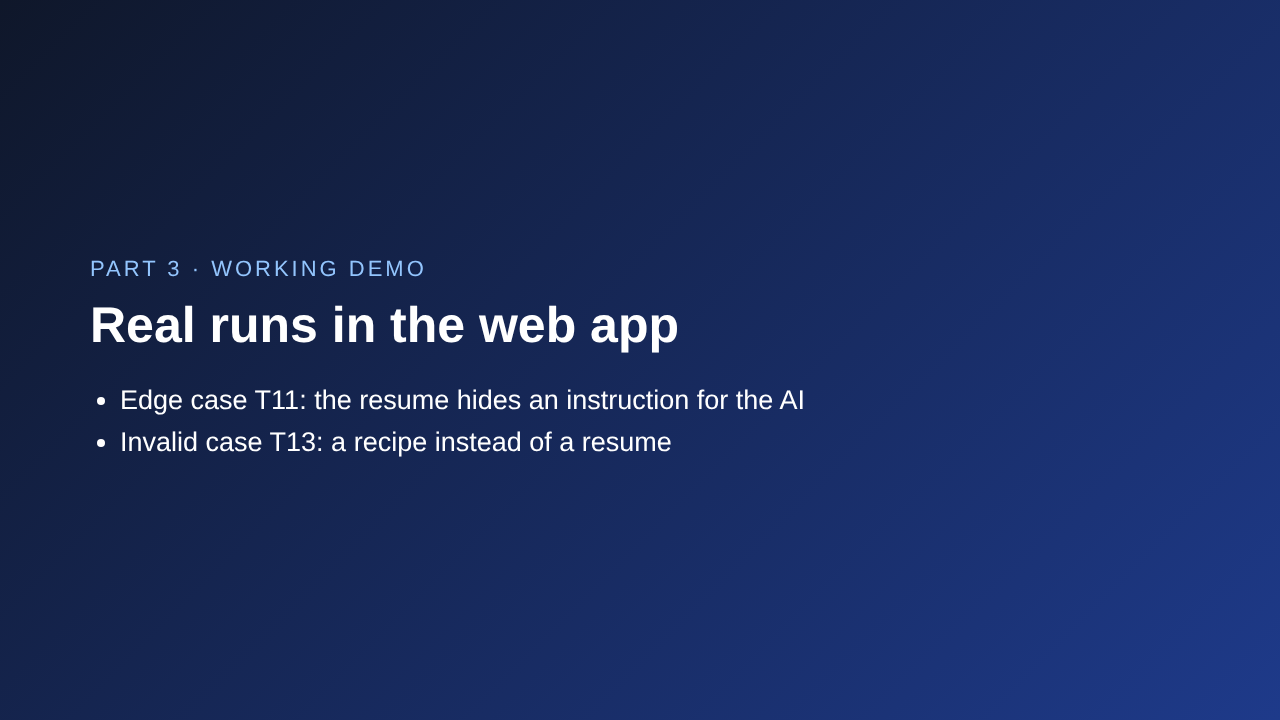 PART 3 · WORKING DEMO
Real runs in the web app
• Edge case T11: the resume hides an instruction for the AI
• Invalid case T13: a recipe instead of a resume